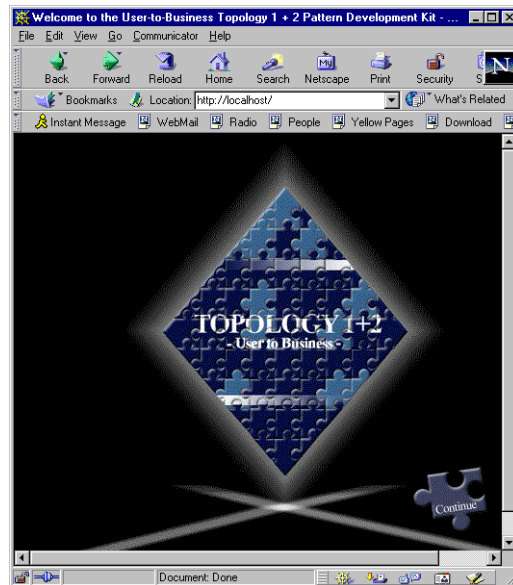 Welcome to the User-to-Business Topology 1 + 2 Pattern Development Kit - ...
File Edit View Go Communicator Help
My
N
Back Forward Reload Home Search Netscape Print Security S
Bookmarks Location: http://localhost/ What's Related
Instant Message WebMail Radio People Yellow Pages Download
TOPOLOGY 1+2
- User to Business -
Continue
Document: Done